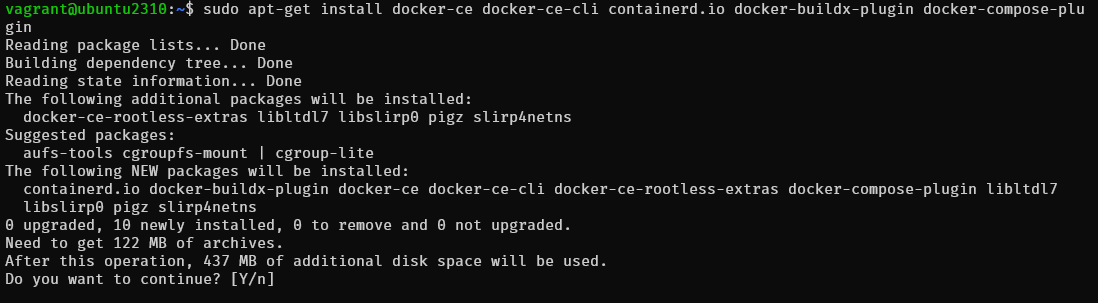 vagrant@ubuntu2310:~$ sudo apt-get install docker-ce docker-ce-cli containerd.io docker-buildx-plugin docker-compose-plu
gin
Reading package lists... Done
Building dependency tree... Done
Reading state information... Done
The following additional packages will be installed:
  docker-ce-rootless-extras libltdl7 libslirp0 pigz slirp4netns
Suggested packages:
  aufs-tools cgroupfs-mount | cgroup-lite
The following NEW packages will be installed:
  containerd.io docker-buildx-plugin docker-ce docker-ce-cli docker-ce-rootless-extras docker-compose-plugin libltdl7
  libslirp0 pigz slirp4netns
0 upgraded, 10 newly installed, 0 to remove and 0 not upgraded.
Need to get 122 MB of archives.
After this operation, 437 MB of additional disk space will be used.
Do you want to continue? [Y/n]